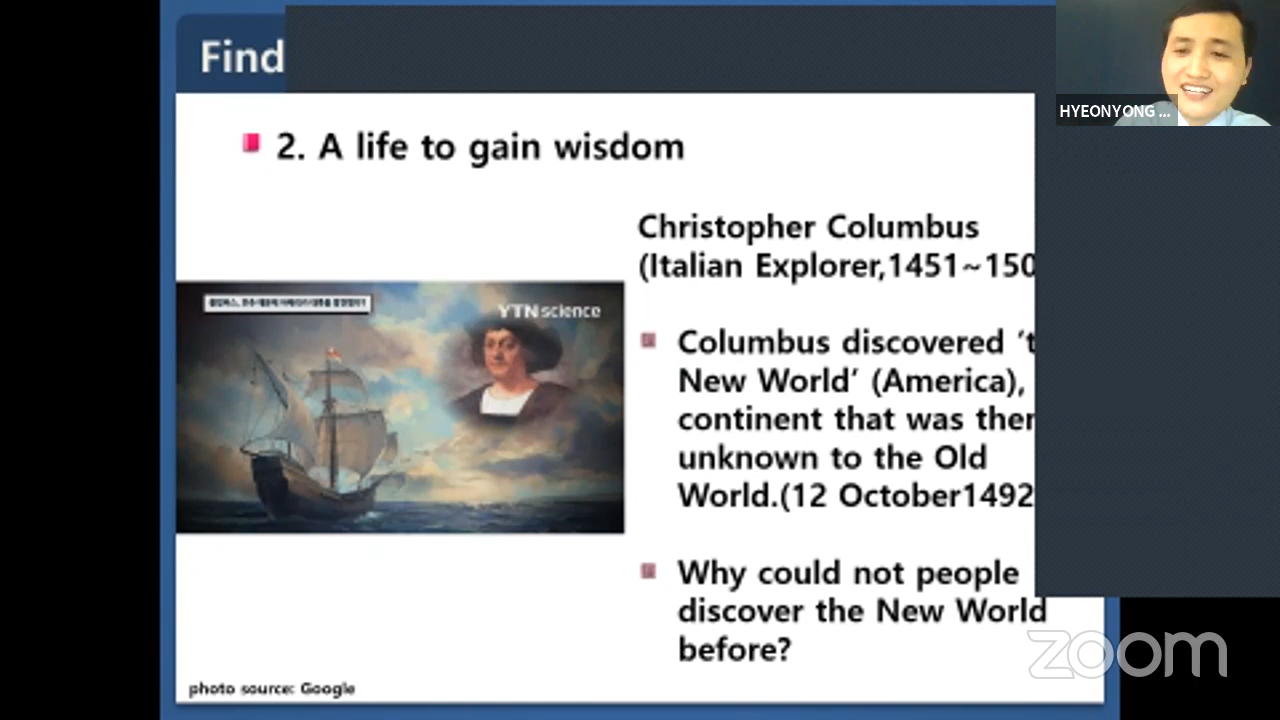 Find
HYEONYONG ...
2. A life to gain wisdom
Christopher Columbus
(Italian Explorer,1451~150
YTN science
Columbus discovered ‘t
New World’ (America),
continent that was then
unknown to the Old
World.(12 October1492
Why could not people
discover the New World
before?
zoom
photo source: Google